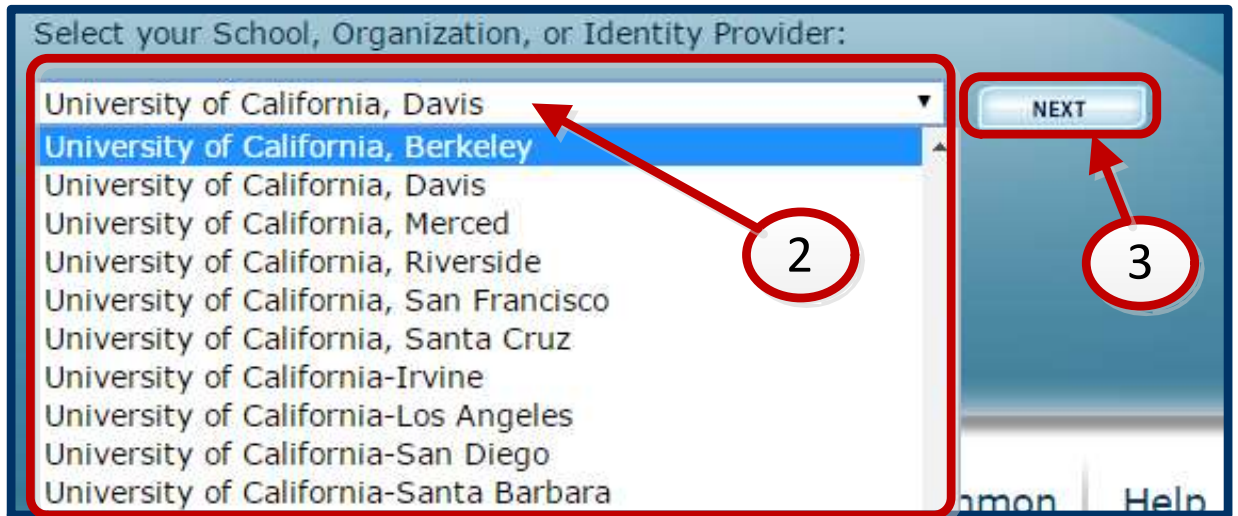 Select your School, Organization, or Identity Provider:
University of California, Davis
NEXT
University of California, Berkeley
University of California, Davis
University of California, Merced
University of California, Riverside
2
3
University of California, San Francisco
University of California, Santa Cruz
University of California-Irvine
University of California-Los Angeles
University of California-San Diego
University of California-Santa Barbara
Help